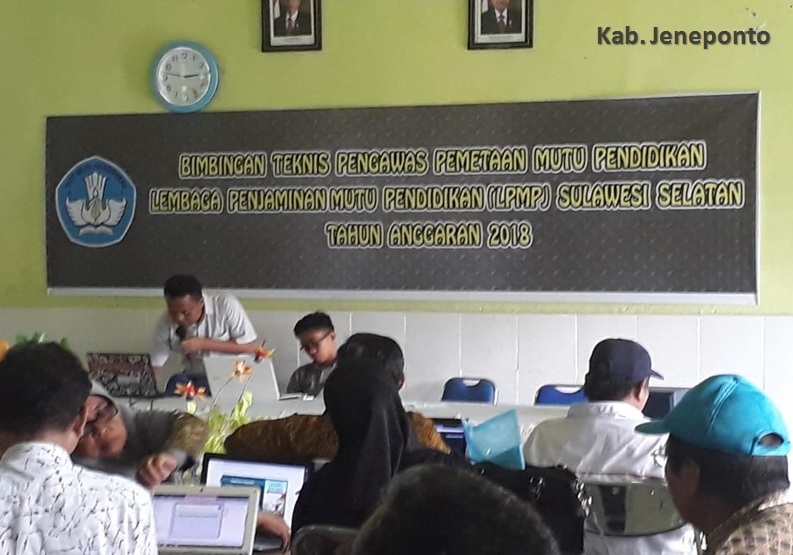 Kab. Jeneponto
BIMBINGAN TEKNIS PENGAWAS PEMETAAN MUTU PENDIDIKAN
LEMBAGA PENJAMINAN MUTU PENDIDIKAN (LPMP) SULAWESI SELATAN
TAHUN ANGGARAN 2018